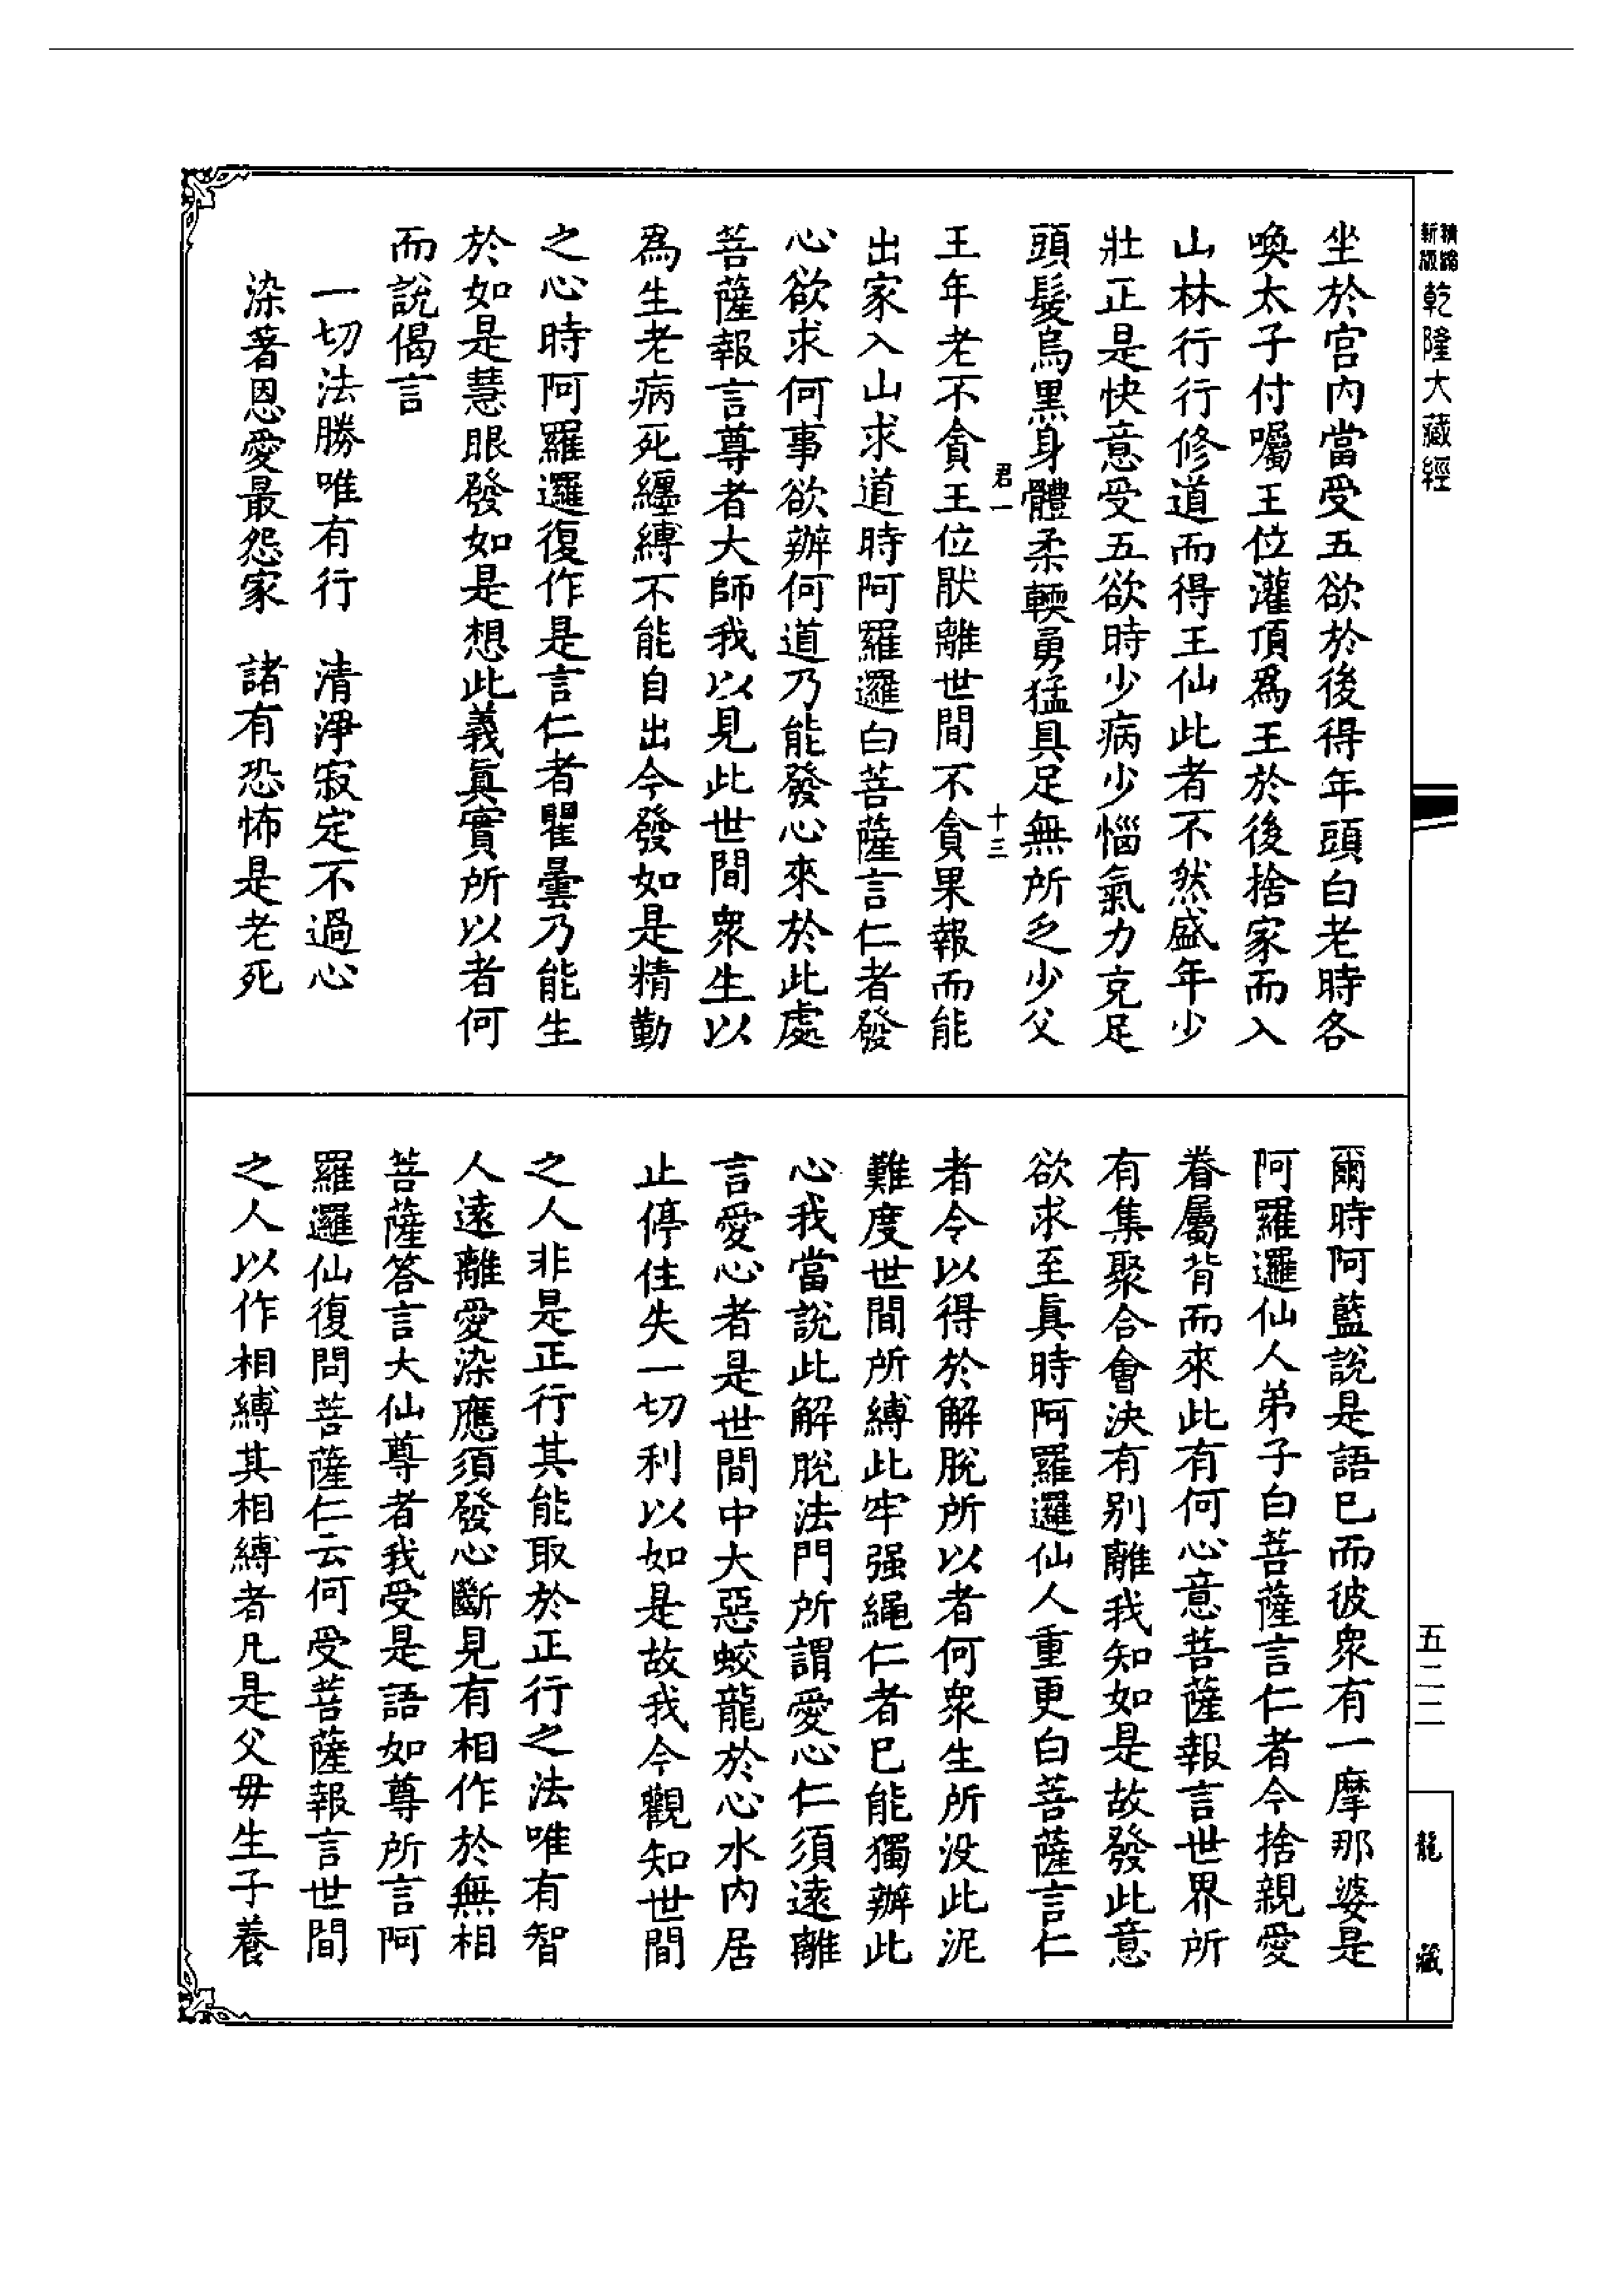 新版精縮乾隆大藏經
坐於宮內當受五欲於後得年頭白老時各
喚太子付囑王位灌頂爲王於後捨家而入
山林行行修道而得王仙此者不然盛年少
壯正是快意受五欲時少病少惱氣力充足
頭髮烏黑身體柔輭勇猛具足無所乏少父
君一 十三
王年老不貪王位猒離世間不貪果報而能
出家入山求道時阿羅邏白菩薩言仁者發
心欲求何事欲辦何道乃能發心來於此處
菩薩報言尊者大師我以見此世間衆生以
爲生老病死纏縛不能自出今發如是精勤
之心時阿羅邏復作是言仁者瞿曇乃能生
於如是慧眼發如是想此義眞實所以者何
而說偈言
一切法勝唯有行 清淨寂定不過心
染著恩愛最怨家 諸有恐怖是老死
爾時阿藍說是語已而彼衆有一摩那婆是
阿羅邏仙人弟子白菩薩言仁者今捨親愛
眷屬背而來此有何心意菩薩報言世界所
有集聚合會決有別離我知如是故發此意
欲求至眞時阿羅邏仙人重更白菩薩言仁
者今以得於解脫所以者何衆生所没此泥
難度世間所縛此牢强繩仁者已能獨辦此
心我當說此解脫法門所謂愛心仁須遠離
言愛心者是世間中大惡蛟龍於心水內居
止停住失一切利以如是故我今觀知世間
之人非是正行其能取於正行之法唯有智
人遠離愛染應須發心斷見有相作於無相
菩薩答言大仙尊者我受是語如尊所言阿
羅邏仙復問菩薩仁云何受菩薩報言世間
之人以作相縛其相縛者凡是父母生子養
五二二
龍藏